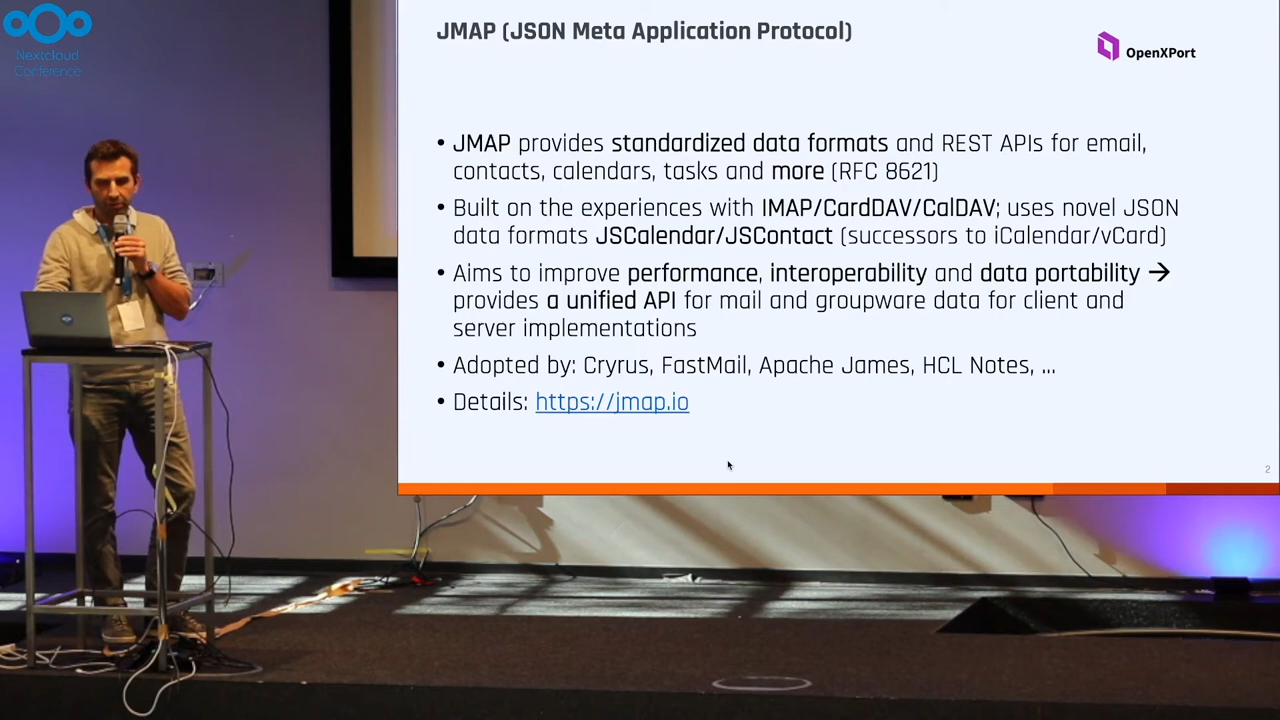 Nextcloud
Conference
JMAP (JSON Meta Application Protocol)
OpenXPort
• JMAP provides standardized data formats and REST APIs for email,
contacts, calendars, tasks and more (RFC 8621)
• Built on the experiences with IMAP/CardDAV/CalDAV; uses novel JSON
data formats JSCalendar/JSContact (successors to iCalendar/vCard)
• Aims to improve performance, interoperability and data portability →
provides a unified API for mail and groupware data for client and
server implementations
• Adopted by: Cryrus, FastMail, Apache James, HCL Notes, ...
• Details: https://jmap.io
2